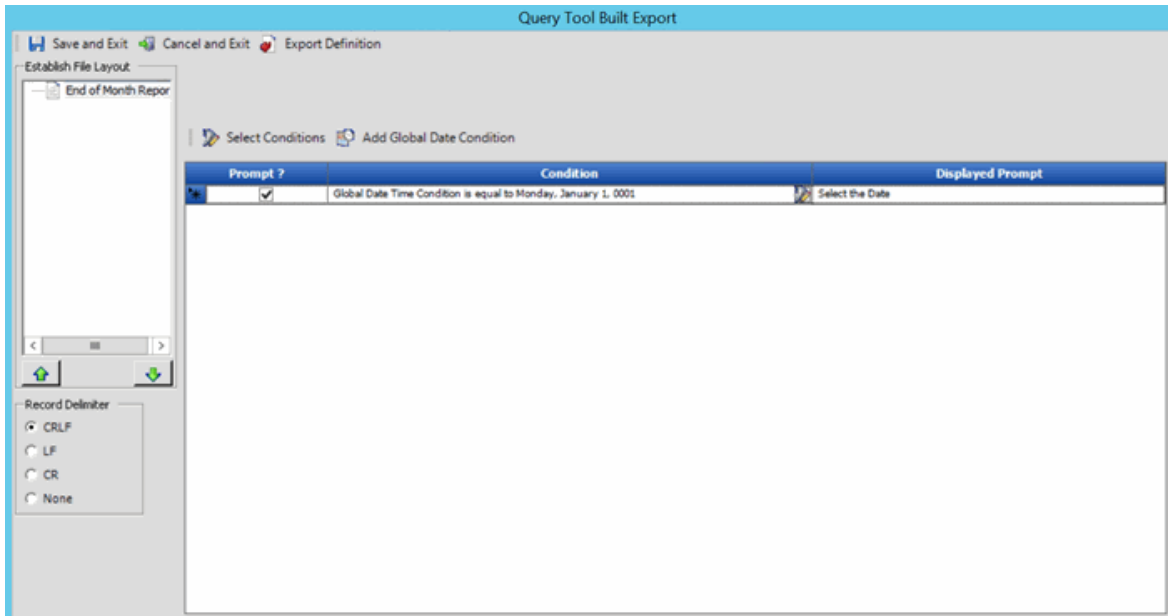 Query Tool Built Export
Save and Exit Cancel and Exit Export Definition
Establish File Layout
End of Month Repor
Select Conditions Add Global Date Condition
Prompt ? Condition Displayed Prompt
Global Date Time Condition is equal to Monday, January 1, 0001 Select the Date
Record Delimiter
CRLF
LF
CR
None